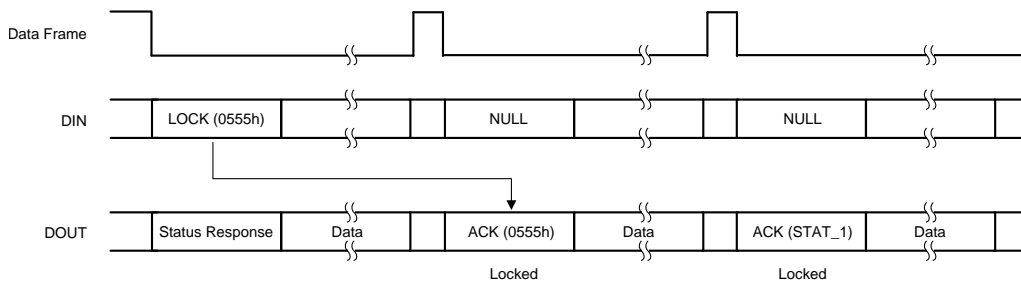 Data Frame
DIN LOCK (0555h) NULL NULL
DOUT Status Response Data ACK (0555h) Data ACK (STAT_1) Data
Locked Locked